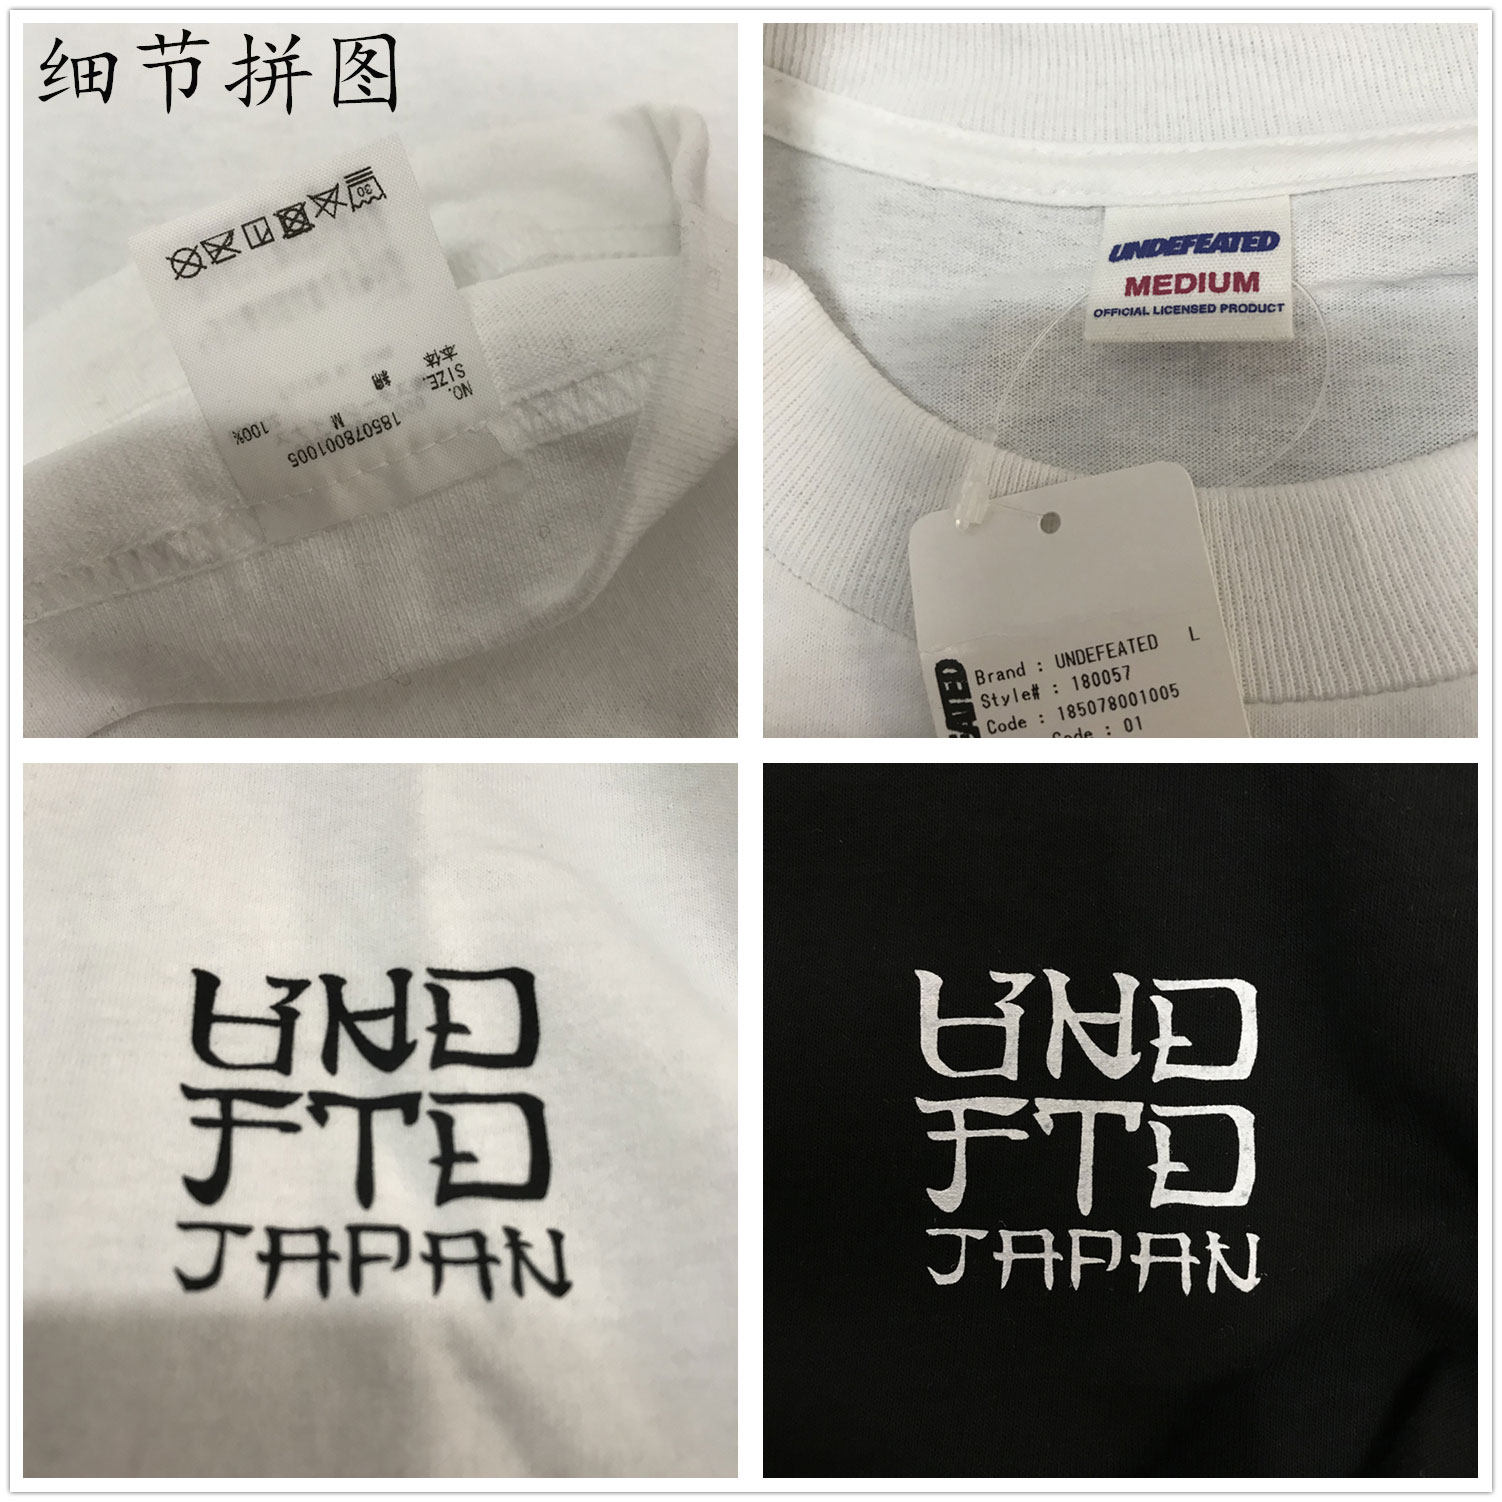 细节拼图
30
NO. 185078001005
SIZE. M
本体 綿 100%
UNDEFEATED
MEDIUM
OFFICIAL LICENSED PRODUCT
Brand : UNDEFEATED L
Style# : 180057
Code : 185078001005
Code : 01
UND
FTD
JAPAN
UND
FTD
JAPAN